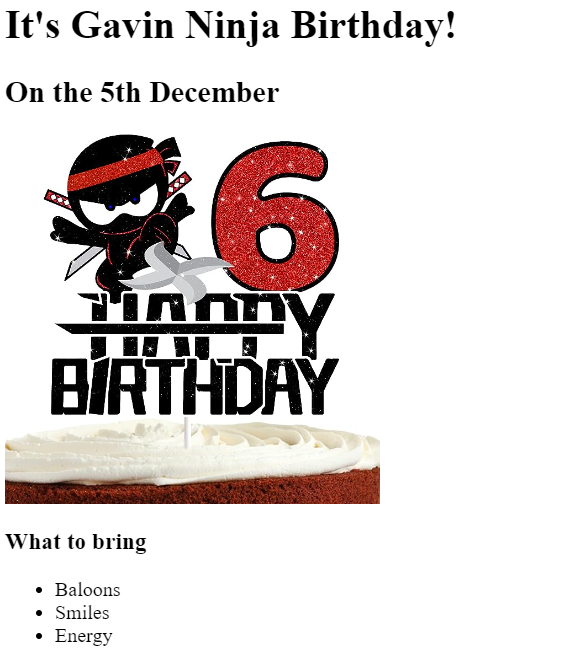 It's Gavin Ninja Birthday!
On the 5th December
6
HAPPY
BIRTHDAY
What to bring
Baloons
Smiles
Energy